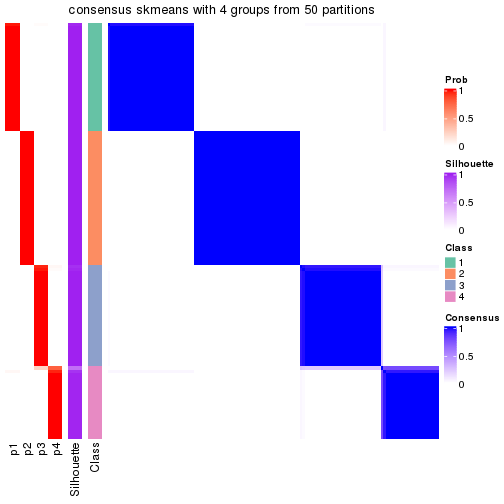 consensus skmeans with 4 groups from 50 partitions
Prob
1
0.5
0
Silhouette
1
0.5
0
Class
1
2
3
4
Consensus
1
0.5
0
p1
p2
p3
p4
Silhouette
Class